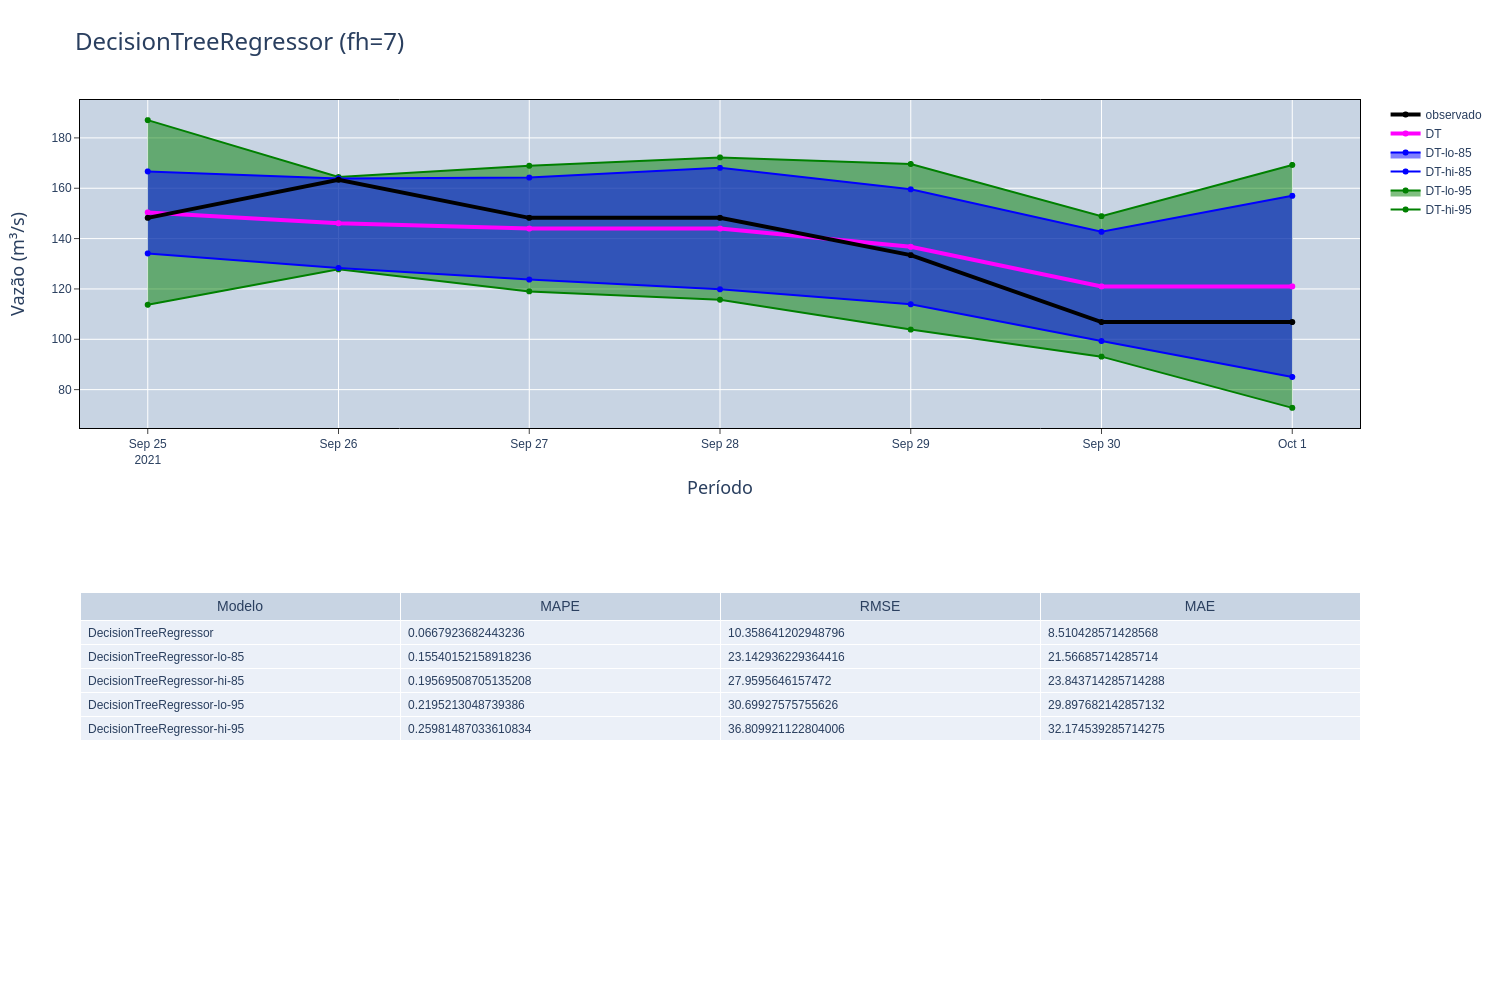 DecisionTreeRegressor (fh=7)
Vazão (m³/s)
180
160
140
120
100
80
Sep 25
2021
Sep 26
Sep 27
Sep 28
Sep 29
Sep 30
Oct 1
Período
observado
DT
DT-lo-85
DT-hi-85
DT-lo-95
DT-hi-95
Modelo MAPE RMSE MAE
DecisionTreeRegressor 0.0667923682443236 10.358641202948796 8.510428571428568
DecisionTreeRegressor-lo-85 0.15540152158918236 23.142936229364416 21.56685714285714
DecisionTreeRegressor-hi-85 0.19569508705135208 27.9595646157472 23.843714285714288
DecisionTreeRegressor-lo-95 0.2195213048739386 30.69927575755626 29.897682142857132
DecisionTreeRegressor-hi-95 0.25981487033610834 36.809921122804006 32.174539285714275